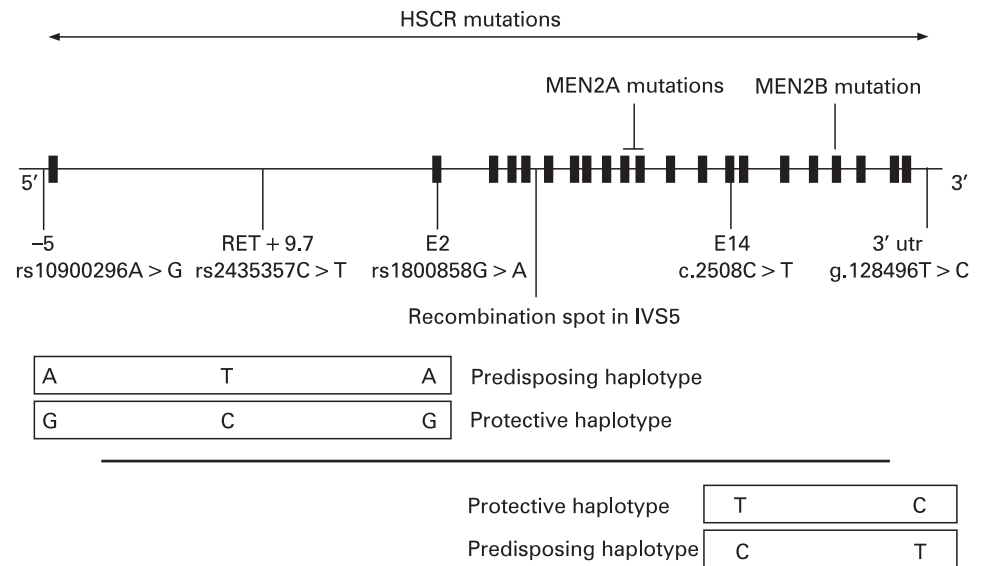 HSCR mutations
MEN2A mutations MEN2B mutation
5′ 3′
–5 RET + 9.7 E2 E14 3′ utr
rs10900296A > G rs2435357C > T rs1800858G > A c.2508C > T g.128496T > C
Recombination spot in IVS5
A T A Predisposing haplotype
G C G Protective haplotype
Protective haplotype T C
Predisposing haplotype C T